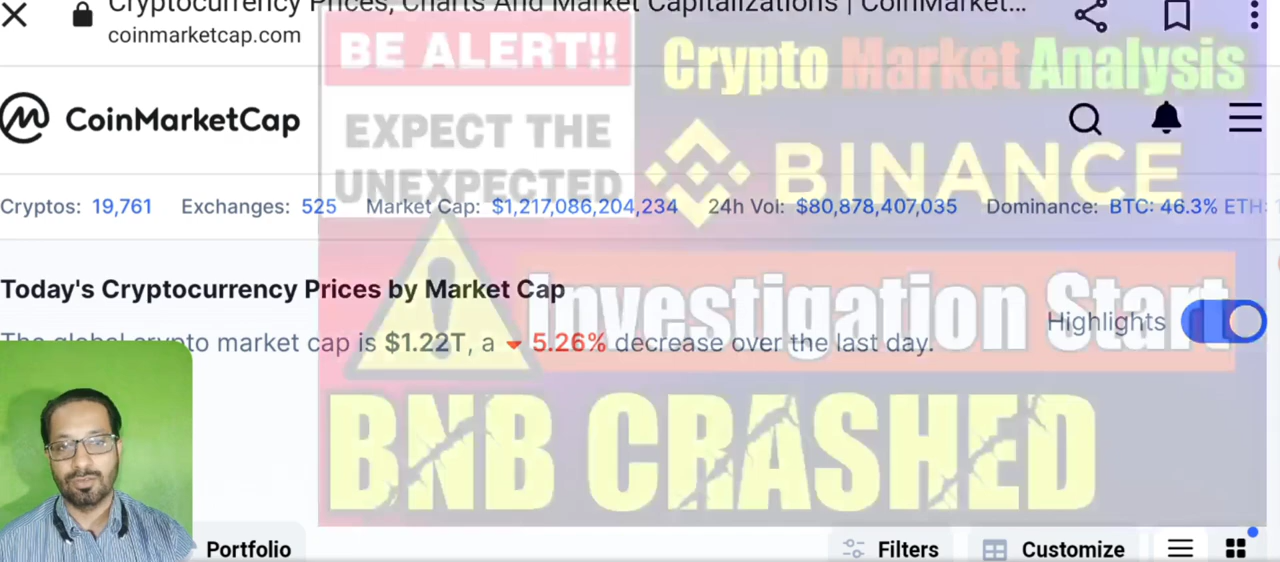 Cryptocurrency Prices, Charts And Market Capitalizations | CoinMarket...
coinmarketcap.com
BE ALERT!!
EXPECT THE
UNEXPECTED
Crypto Market Analysis
BINANCE
CoinMarketCap
Cryptos: 19,761 Exchanges: 525 Market Cap: $1,217,086,204,234 24h Vol: $80,878,407,035 Dominance: BTC: 46.3% ETH:
Today's Cryptocurrency Prices by Market Cap
Investigation Start
Highlights
The global crypto market cap is $1.22T, a 5.26% decrease over the last day.
BNB CRASHED
Portfolio
Filters
Customize